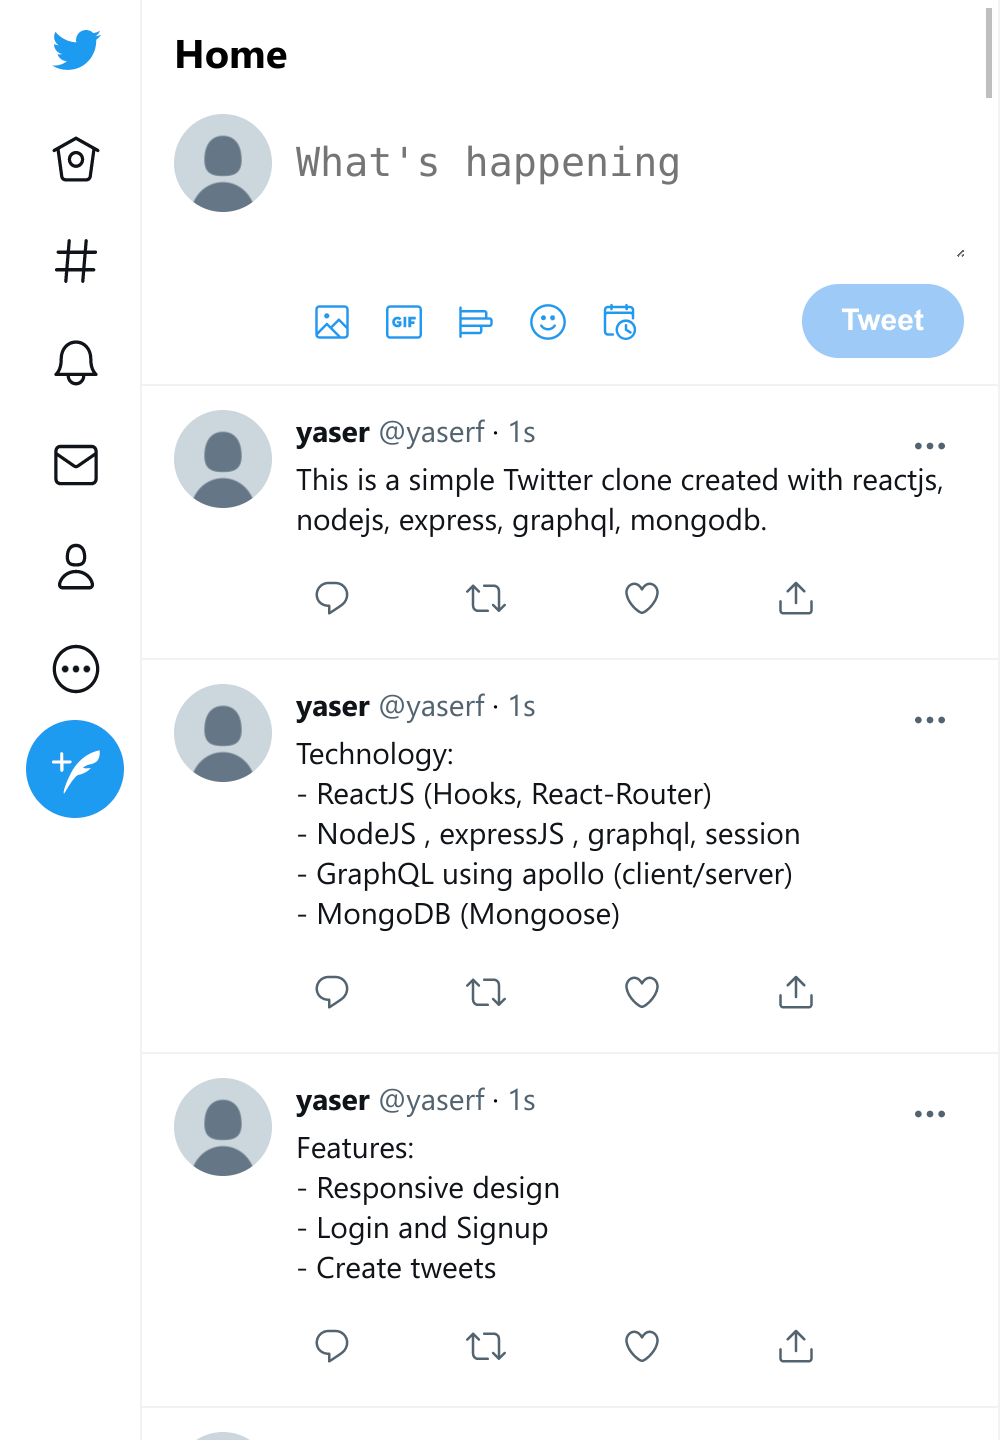 Home
What's happening
GIF
Tweet
yaser @yaserf · 1s
This is a simple Twitter clone created with reactjs,
nodejs, express, graphql, mongodb.
yaser @yaserf · 1s
Technology:
- ReactJS (Hooks, React-Router)
- NodeJS , expressJS , graphql, session
- GraphQL using apollo (client/server)
- MongoDB (Mongoose)
yaser @yaserf · 1s
Features:
- Responsive design
- Login and Signup
- Create tweets